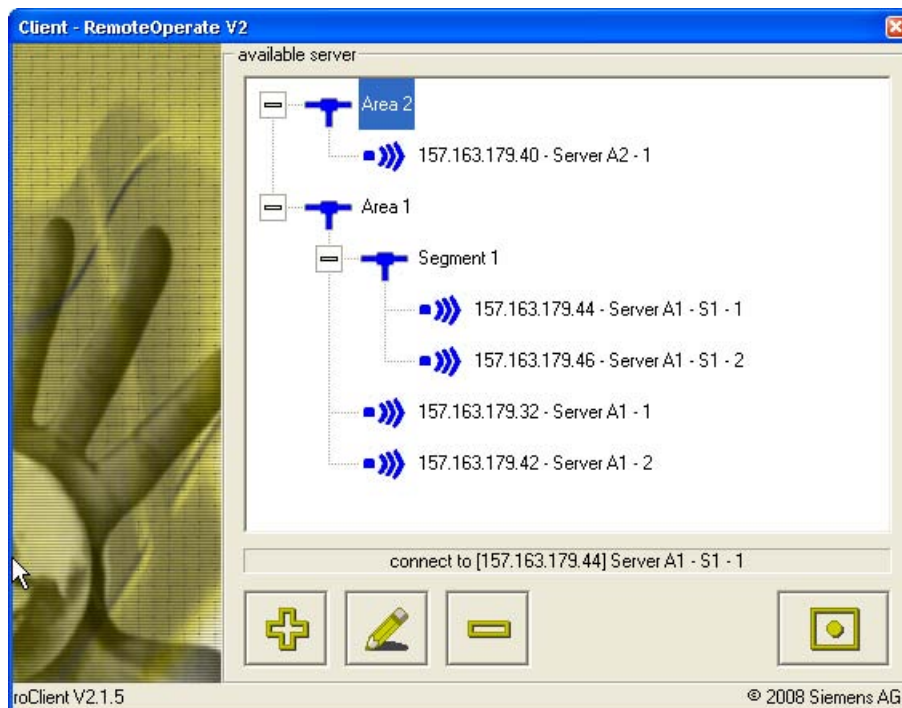 Client - RemoteOperate V2
available server
Area 2
157.163.179.40 - Server A2 - 1
Area 1
Segment 1
157.163.179.44 - Server A1 - S1 - 1
157.163.179.46 - Server A1 - S1 - 2
157.163.179.32 - Server A1 - 1
157.163.179.42 - Server A1 - 2
connect to [157.163.179.44] Server A1 - S1 - 1
roClient V2.1.5
© 2008 Siemens AG